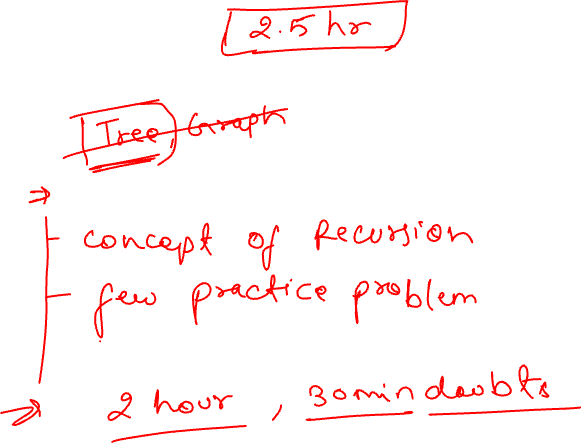 2.5 hr
Tree, Graph
⇒
- concept of Recursion
- few practice problem
→ 2 hour, 30min doubts